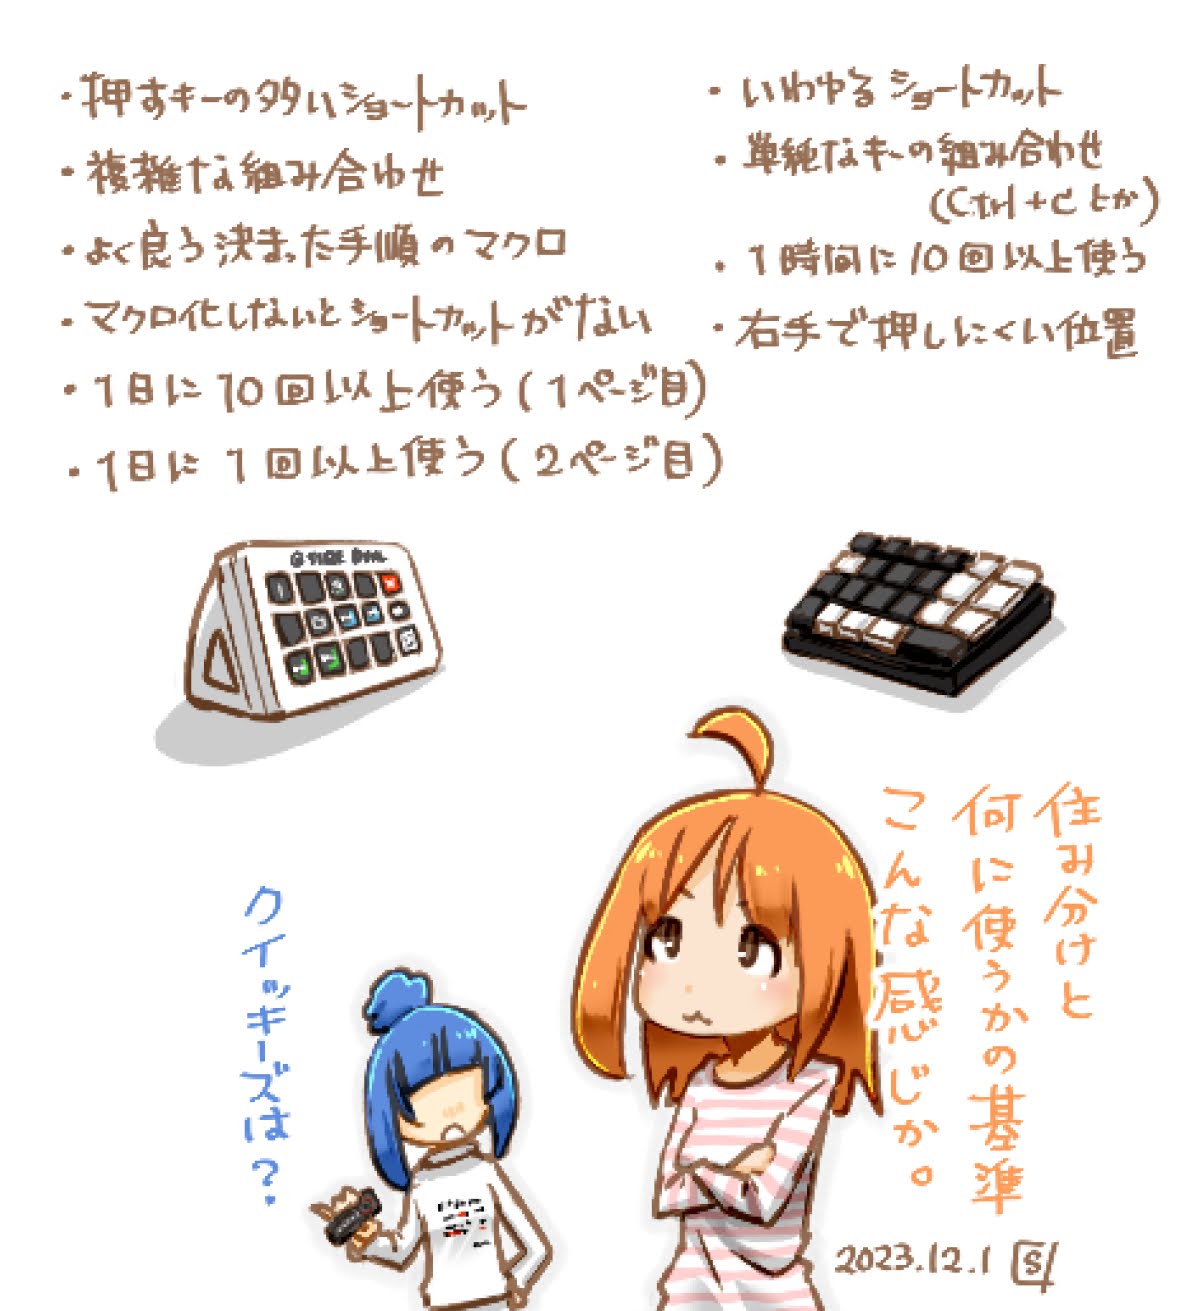 ・押すキーの多いショートカット
・複雑な組み合わせ
・よく良う決まった手順のマクロ
・マクロ化しないとショートカットがない
・1日に10回以上使う(1ページ目)
・1日に1回以上使う(2ページ目)
・いわゆるショートカット
・単純なキーの組み合わせ
(Ctrl+Cとか)
・1時間に10回以上使う
・右手で押しにくい位置
住み分けと
何に使うかの基準
こんな感じか。
クイッキーズは?
2023.12.1